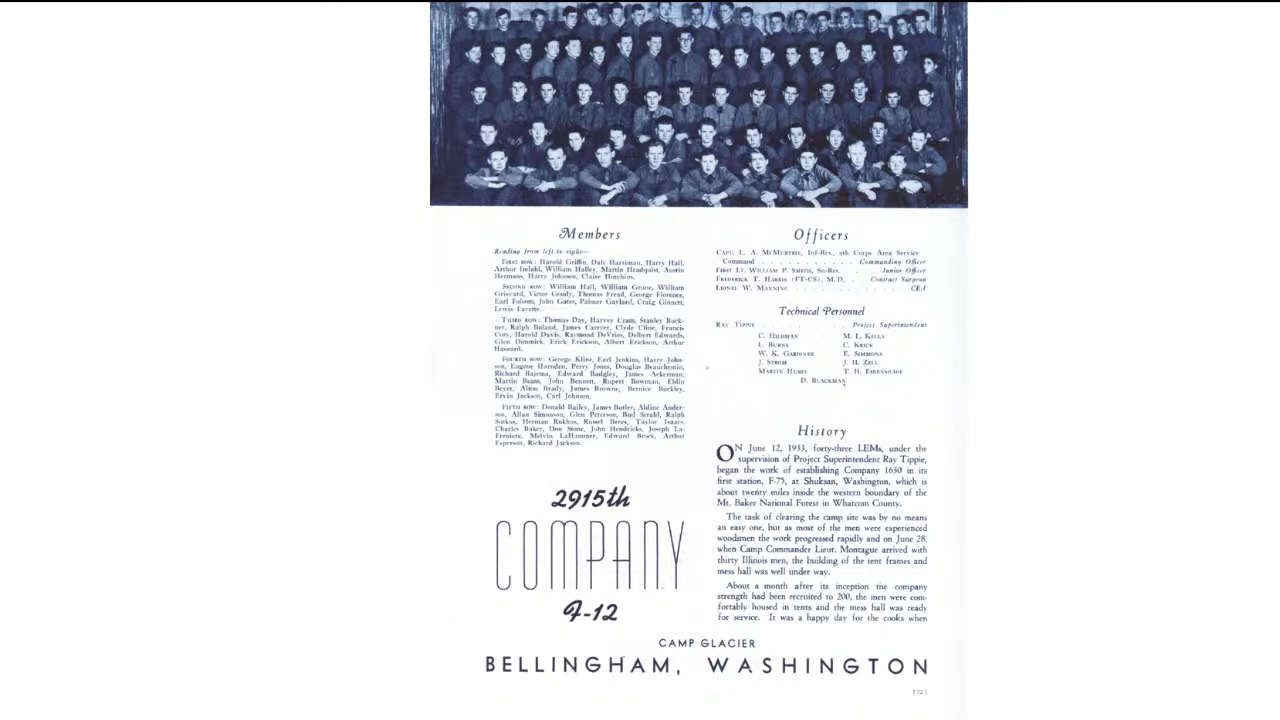 Members
Reading from left to right—
First row: Harold Griffin, Dale Harriman, Harry Hall,
Arthur Indahl, William Halley, Martin Headquist, Austin
Hermans, Harry Johnson, Claire Hutchins.
Second row: William Hall, William Grose, William
Grisvard, Victor Goudy, Thomas Fread, George Florence,
Earl Folsom, John Gates, Palmer Gaylard, Craig Ginnett,
Lewis Fayette.
Third row: Thomas Day, Harvey Cram, Stanley Buck-
ner, Ralph Boland, James Carryer, Clyde Cline, Francis
Cory, Harold Davis, Raymond DeVries, Delbert Edwards,
Glen Dimmick, Erick Erickson, Albert Erickson, Arthur
Fourth row: George Kline, Earl Jenkins, Harry John-
son, Eugene Harnden, Perry Jones, Douglas Beauchemin,
Richard Bajema, Edward Badgley, James Ackerman,
Martin Beam, John Bennett, Rupert Bowman, Eldin
Beyer, Alton Brady, James Browne, Bernice Buckley,
Ervin Jackson, Carl Johnson.
Fifth row: Donald Bailey, James Butler, Aldine Ander-
son, Allan Simonson, Glen Peterson, Bud Strahl, Ralph
Herman Rukhus, Russel Beres, Taylor Isaacs,
Charles Baker, Don Stone, John Hendricks, Joseph La-
Freniere, Melvin LaHammer, Edward Brock, Arthur
Esperson, Richard Jackson.
2915th
COMPANY
F-12
Officers
Capt. L. A. McMurtrie, Inf-Res., 9th Corps Area Service
Command . . . . . . . . . . . Commanding Officer
First Lt. William P. Smith, Sn-Res. . Junior Officer
Frederick T. Harris (FT-CS), M.D. . . Contract Surgeon
Lionel W. Manning . . . . . . . . . . . . . CEA
Technical Personnel
Ray Tippie . . . . . . . Project Superintendent
C. Hildman M. L. Kelly
L. Burns C. Krick
W. K. Gardner E. Simmons
J. Strom J. H. Zell
Martin Husby T. H. Farenshide
D. Blackman
History
ON June 12, 1933, forty-three LEMs, under the
supervision of Project Superintendent Ray Tippie,
began the work of establishing Company 1630 in its
first station, F-75, at Shuksan, Washington, which is
about twenty miles inside the western boundary of the
Mt. Baker National Forest in Whatcom County.
The task of clearing the camp site was by no means
an easy one, but as most of the men were experienced
woodsmen the work progressed rapidly and on June 28,
when Camp Commander Lieut. Montague arrived with
thirty Illinois men, the building of the tent frames and
mess hall was well under way.
About a month after its inception the company
strength had been recruited to 200, the men were com-
fortably housed in tents and the mess hall was ready
for service. It was a happy day for the cooks when
CAMP GLACIER
BELLINGHAM, WASHINGTON
[72]